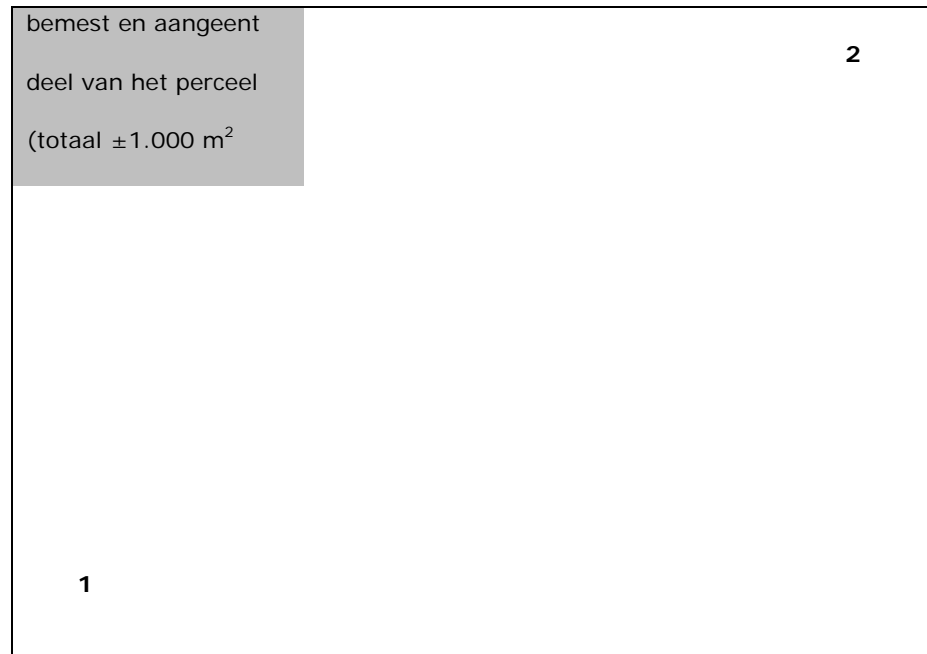 bemest en aangeent
2
deel van het perceel
(totaal ±1.000 m²
1